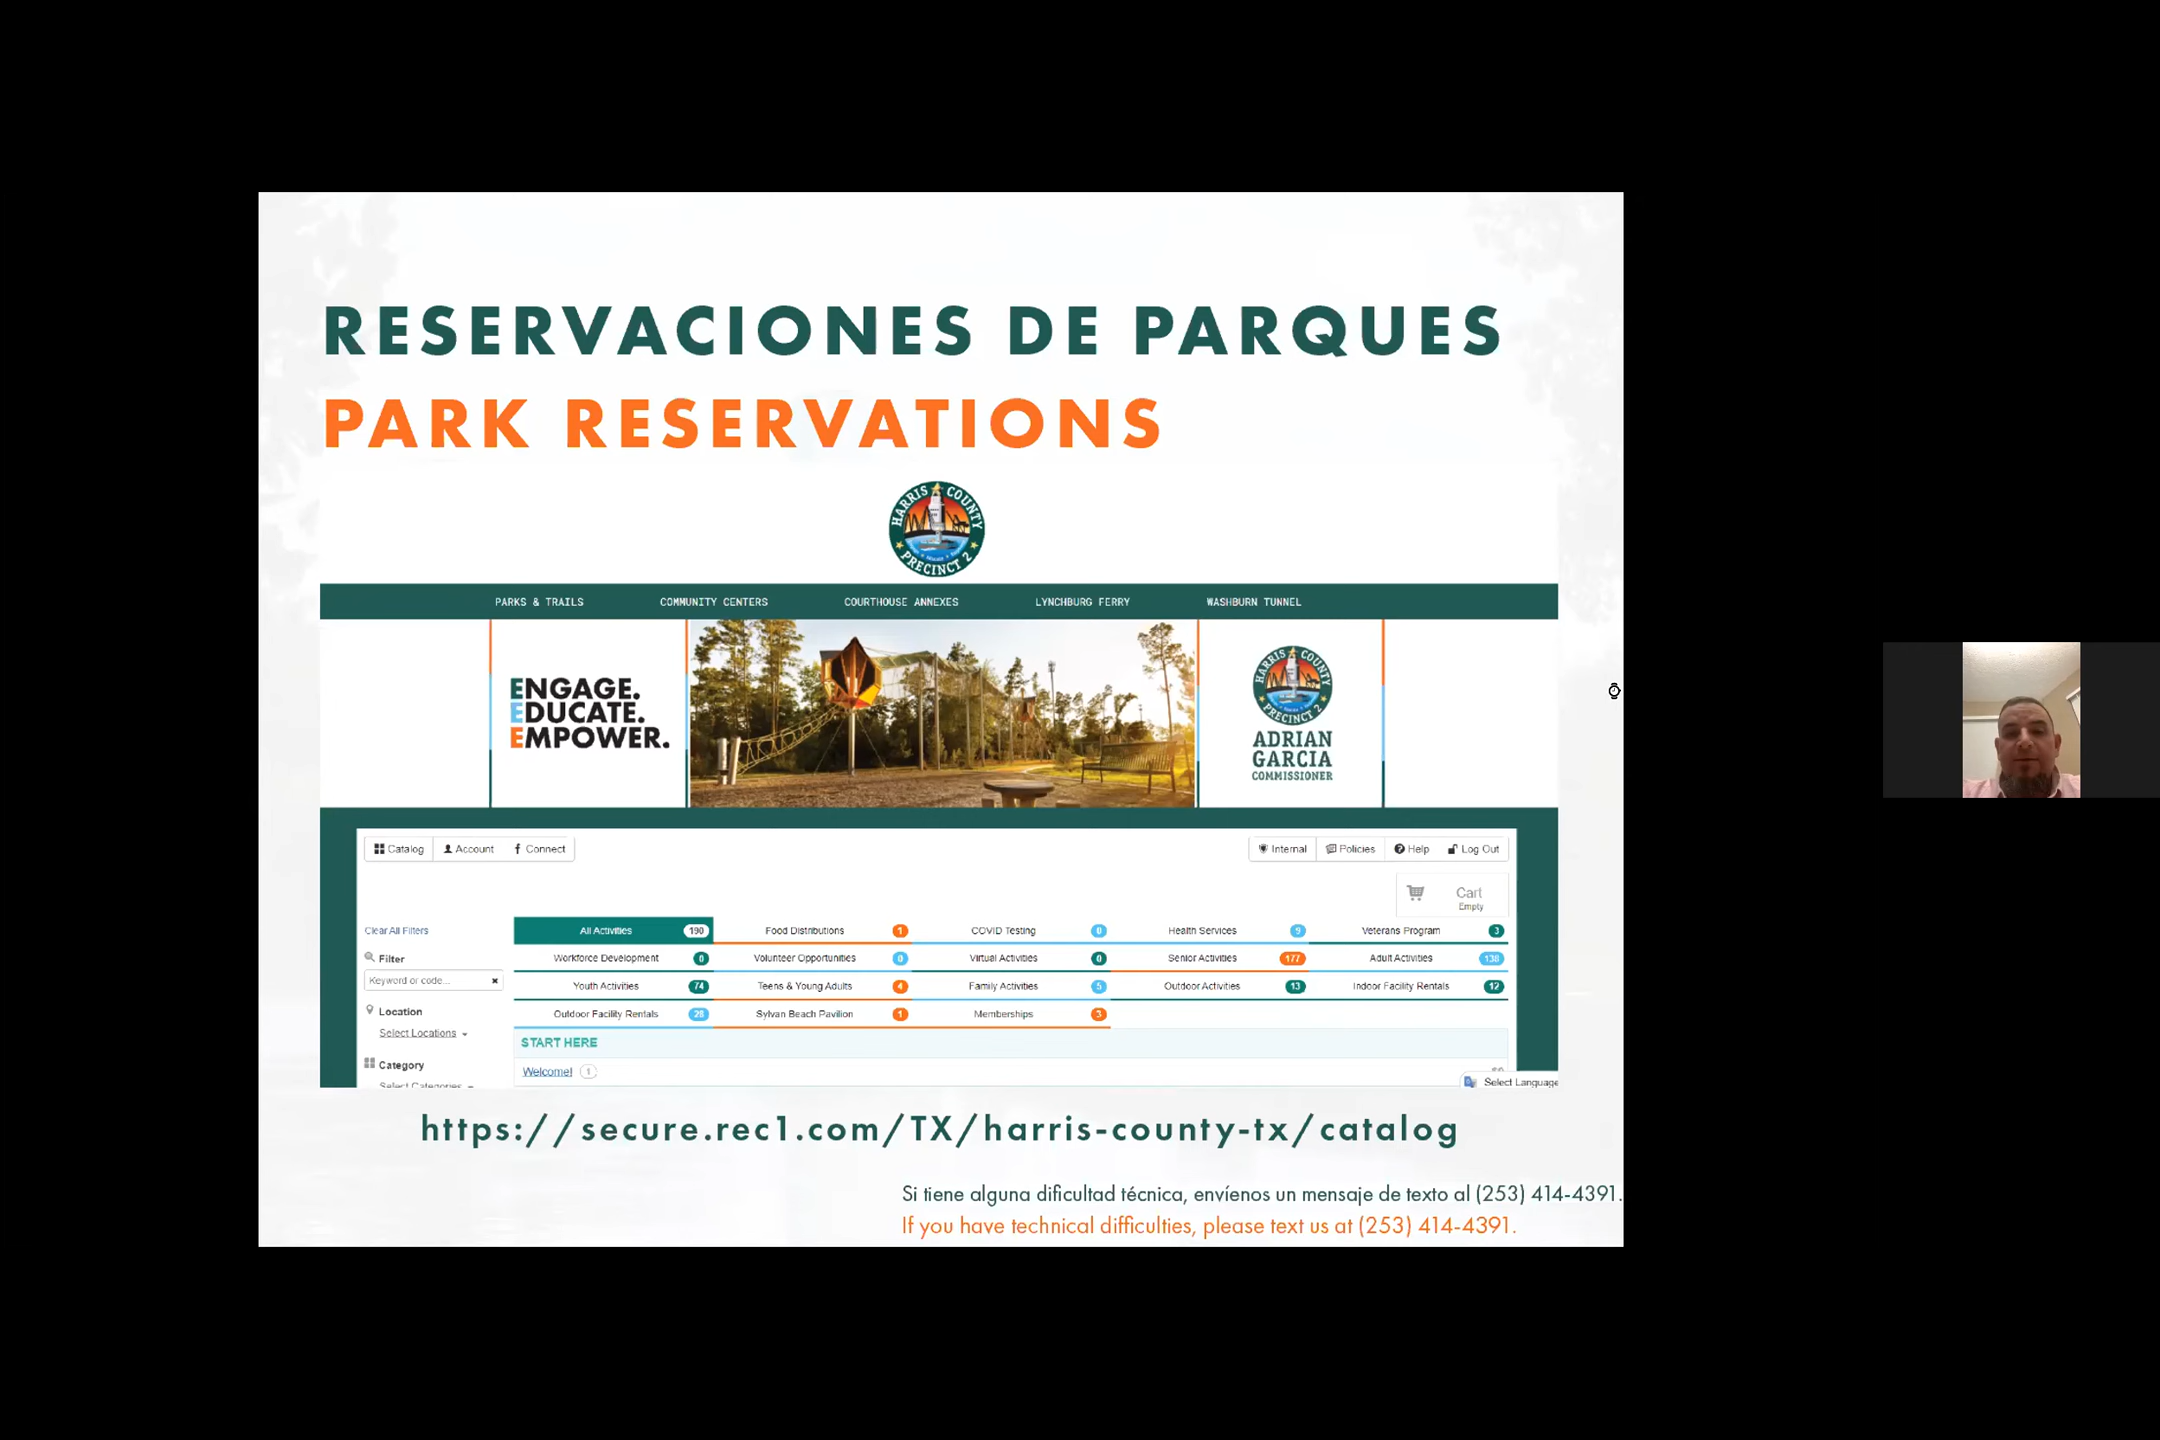 RESERVACIONES DE PARQUES
PARK RESERVATIONS
HARRIS COUNTY
PRECINCT 2
PARKS & TRAILS COMMUNITY CENTERS COURTHOUSE ANNEXES LYNCHBURG FERRY WASHBURN TUNNEL
ENGAGE.
EDUCATE.
EMPOWER.
HARRIS COUNTY
PRECINCT 2
ADRIAN
GARCIA
COMMISSIONER
Catalog Account Connect Internal Policies Help Log Out
Cart
Empty
Clear All Filters
Filter
Keyword or code...
Location
Select Locations
Category
Select Categories
All Activities 190 Food Distributions 1 COVID Testing 0 Health Services 9 Veterans Program 3
Workforce Development 0 Volunteer Opportunities 0 Virtual Activities 0 Senior Activities 177 Adult Activities 138
Youth Activities 74 Teens & Young Adults 4 Family Activities 5 Outdoor Activities 13 Indoor Facility Rentals 12
Outdoor Facility Rentals 28 Sylvan Beach Pavilion 1 Memberships 3
START HERE
Welcome! 1
Select Language
https://secure.rec1.com/TX/harris-county-tx/catalog
Si tiene alguna dificultad técnica, envíenos un mensaje de texto al (253) 414-4391.
If you have technical difficulties, please text us at (253) 414-4391.